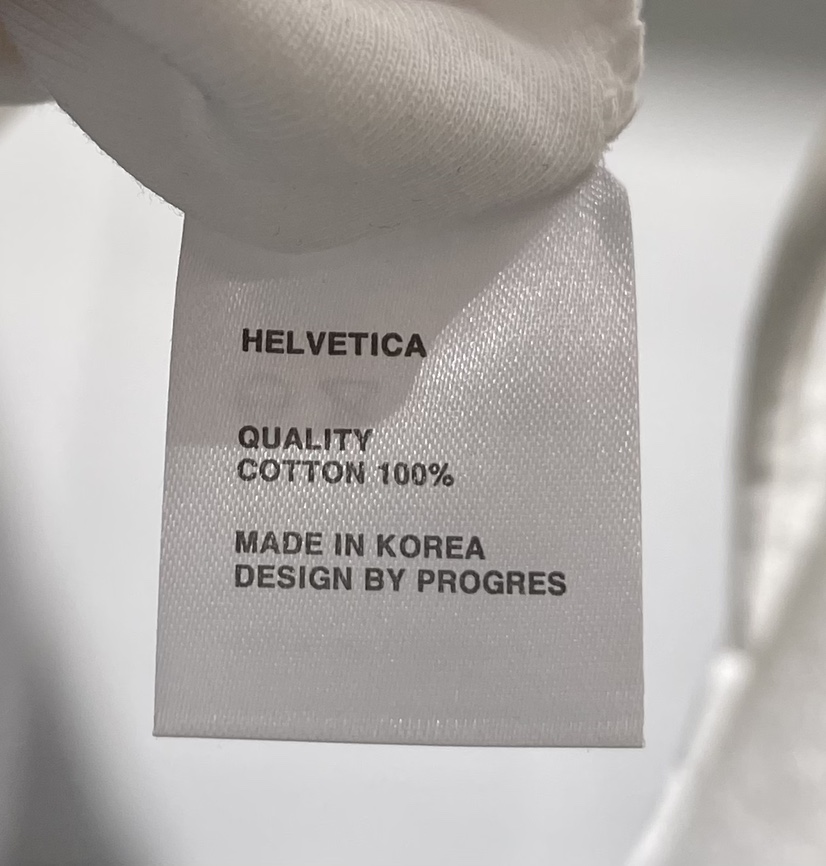 HELVETICA
QUALITY
COTTON 100%
MADE IN KOREA
DESIGN BY PROGRES